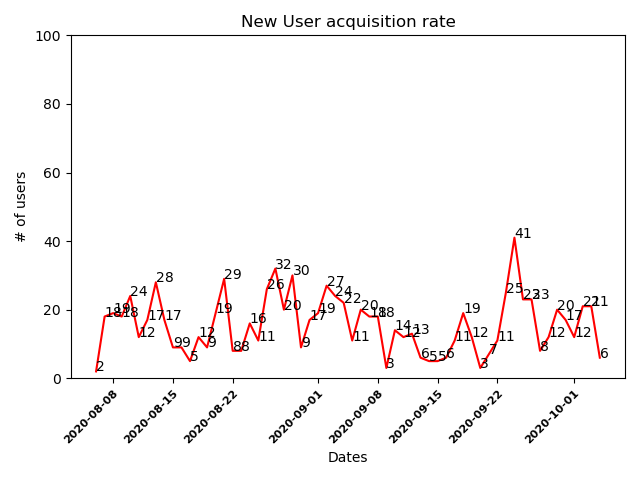 New User acquisition rate
100
80
60
40
20
0
# of users
2 18 19 18 24 12 17 28 17 9 9 5 12 9 19 29 8 8 16 11 26 32 20 30 9 17 19 27 24 22 11 20 18 18 3 14 12 13 6 5 5 6 11 19 12 3 7 11 25 41 23 23 8 12 20 17 12 21 21 6
2020-08-08 2020-08-15 2020-08-22 2020-09-01 2020-09-08 2020-09-15 2020-09-22 2020-10-01
Dates